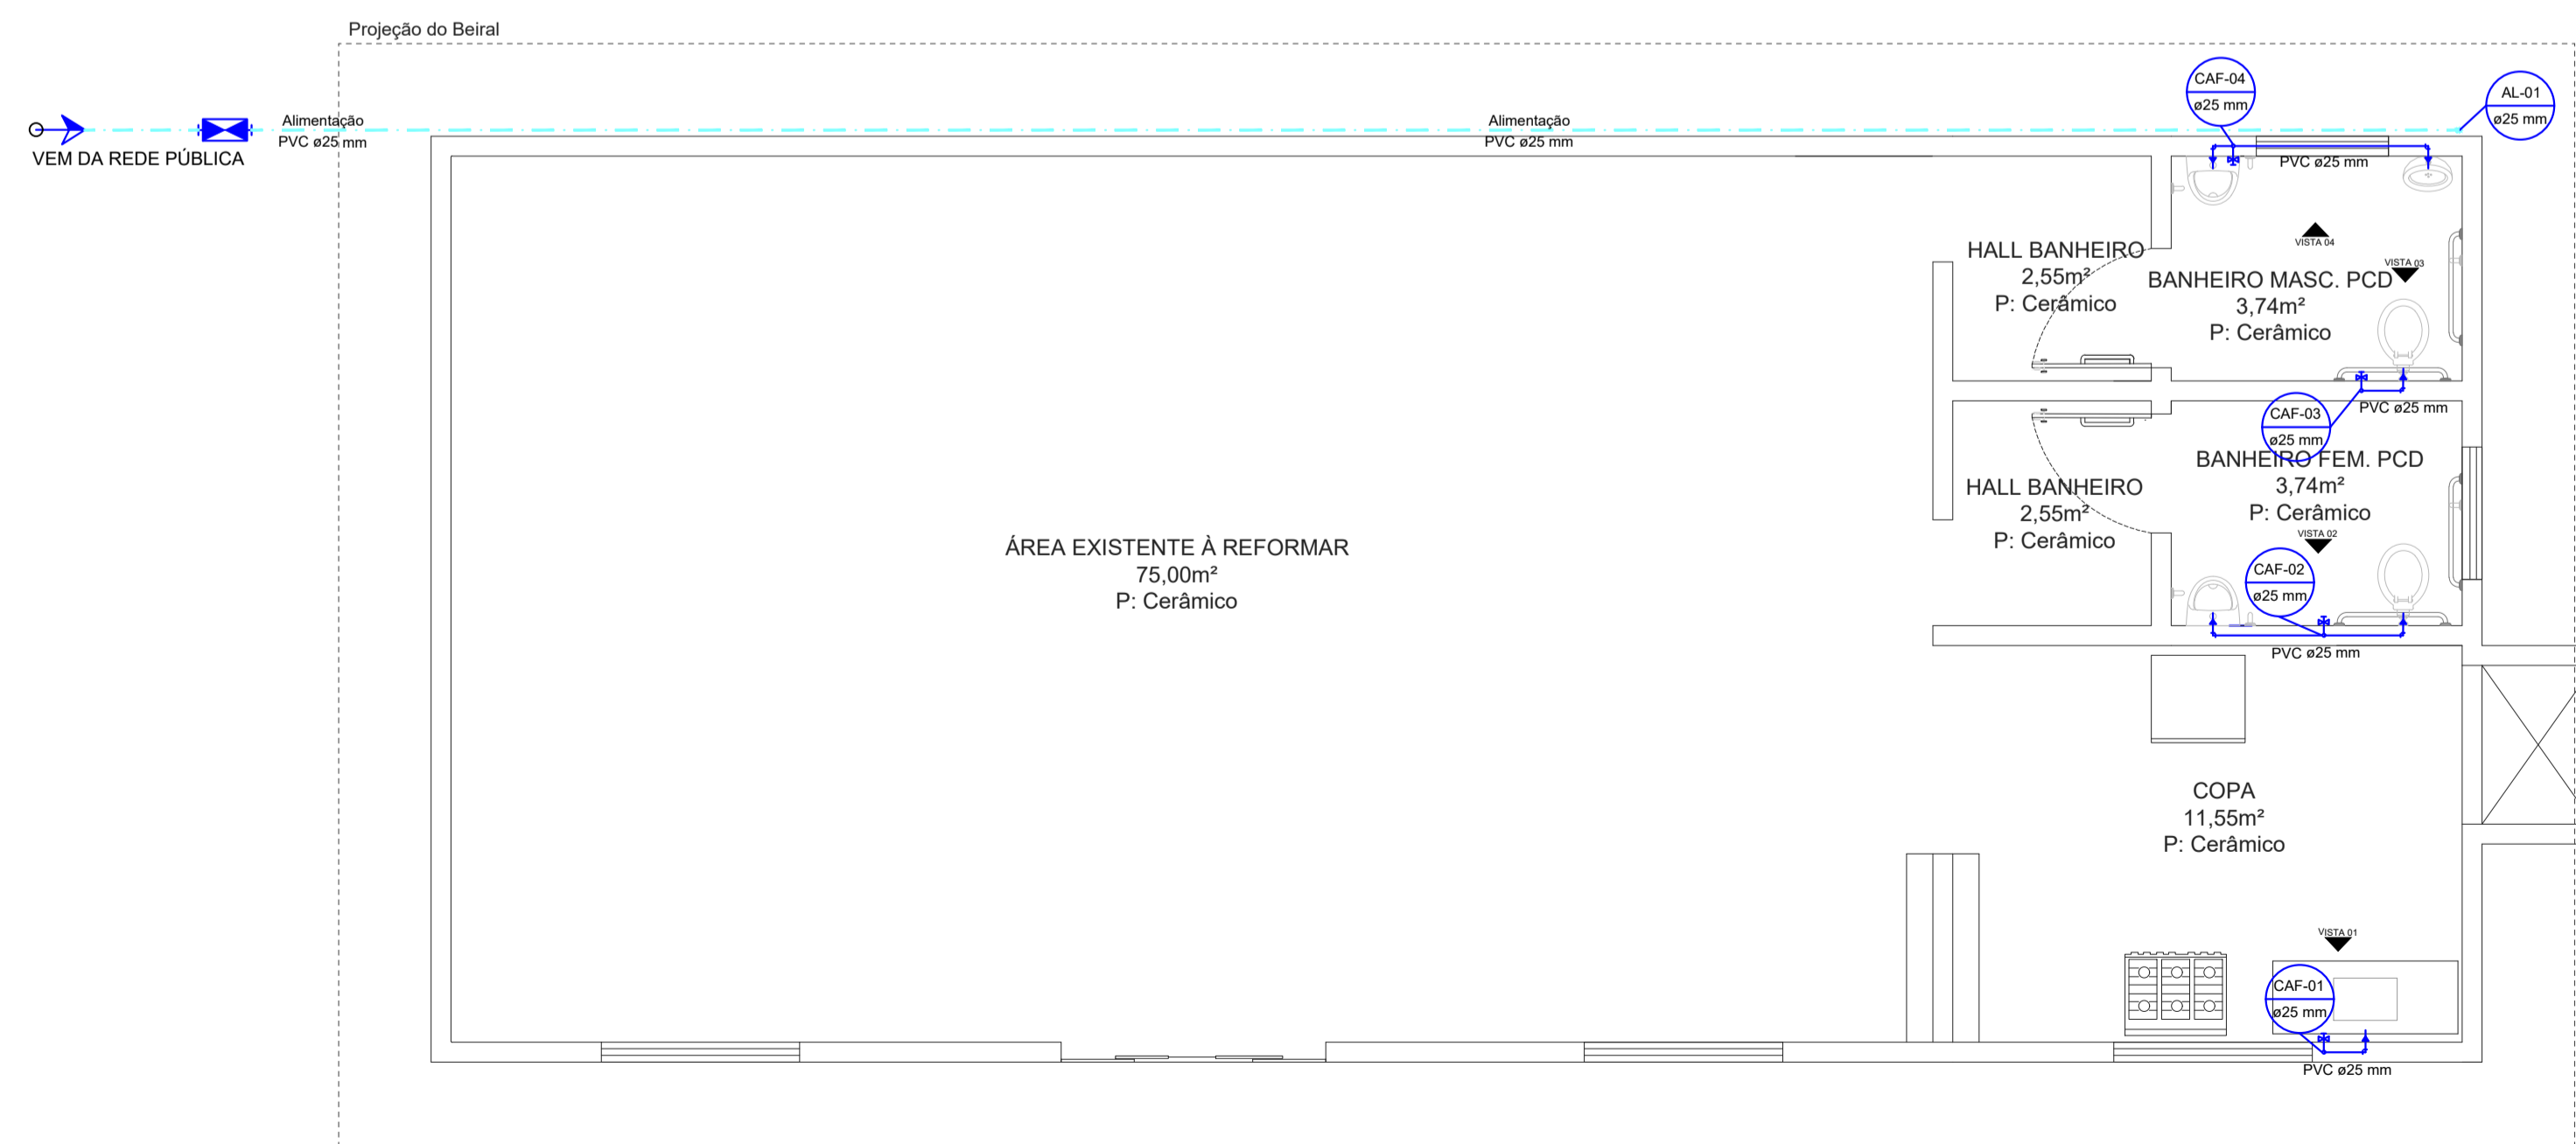 Projeção do Beiral
CAF-04
ø25 mm
AL-01
ø25 mm
Alimentação
PVC ø25 mm
Alimentação
PVC ø25 mm
VEM DA REDE PÚBLICA
PVC ø25 mm
VISTA 04
HALL BANHEIRO
2,55m²
P: Cerâmico
VISTA 03
BANHEIRO MASC. PCD
3,74m²
P: Cerâmico
CAF-03
ø25 mm
PVC ø25 mm
BANHEIRO FEM. PCD
3,74m²
P: Cerâmico
HALL BANHEIRO
2,55m²
P: Cerâmico
VISTA 02
ÁREA EXISTENTE À REFORMAR
75,00m²
P: Cerâmico
CAF-02
ø25 mm
PVC ø25 mm
COPA
11,55m²
P: Cerâmico
VISTA 01
CAF-01
ø25 mm
PVC ø25 mm